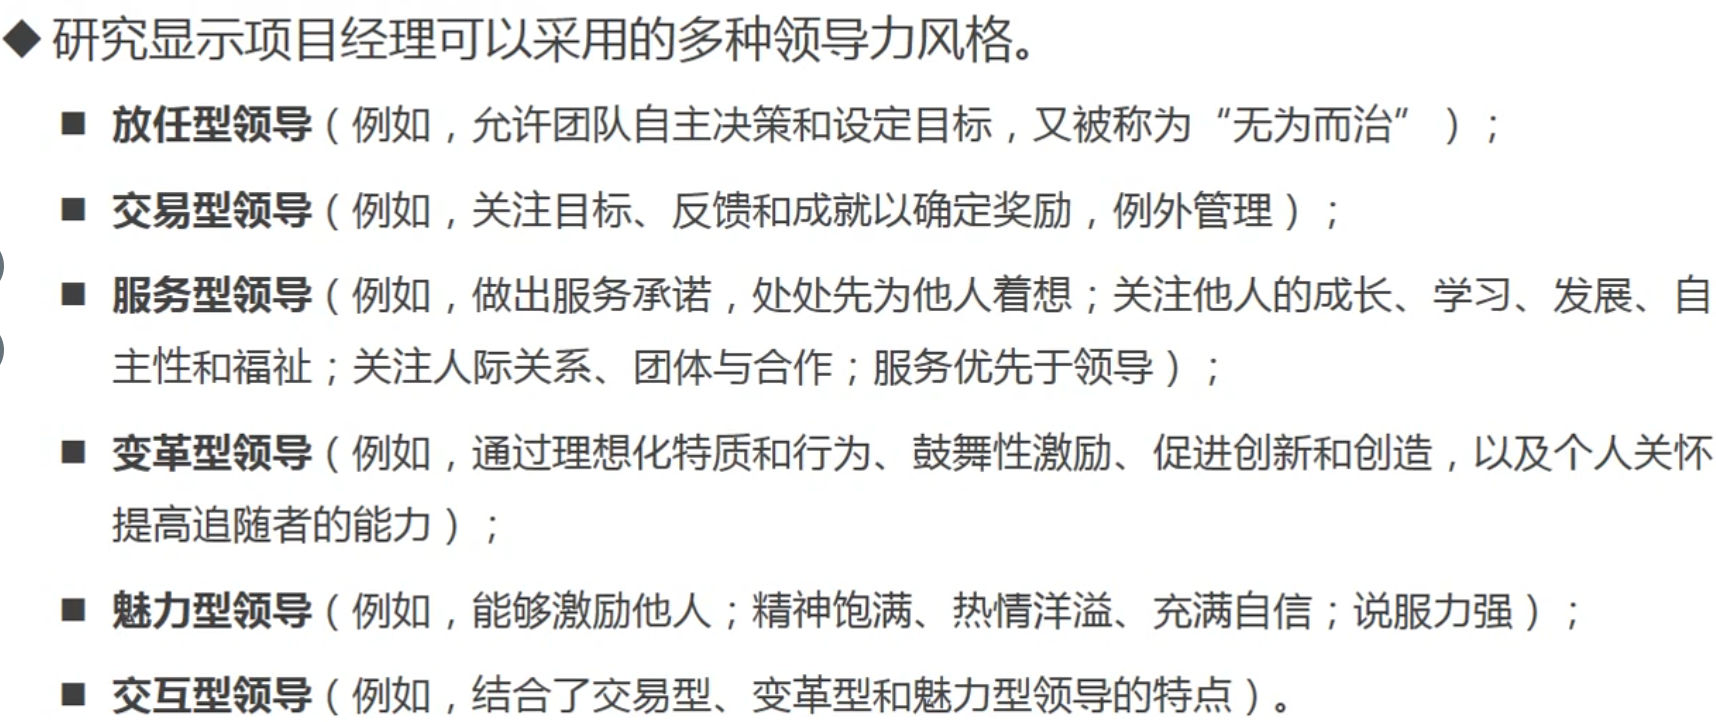 ◆ 研究显示项目经理可以采用的多种领导力风格。
■ 放任型领导（例如，允许团队自主决策和设定目标，又被称为“无为而治”）；
■ 交易型领导（例如，关注目标、反馈和成就以确定奖励，例外管理）；
■ 服务型领导（例如，做出服务承诺，处处先为他人着想；关注他人的成长、学习、发展、自
主性和福祉；关注人际关系、团体与合作；服务优先于领导）；
■ 变革型领导（例如，通过理想化特质和行为、鼓舞性激励、促进创新和创造，以及个人关怀
提高追随者的能力）；
■ 魅力型领导（例如，能够激励他人；精神饱满、热情洋溢、充满自信；说服力强）；
■ 交互型领导（例如，结合了交易型、变革型和魅力型领导的特点）。